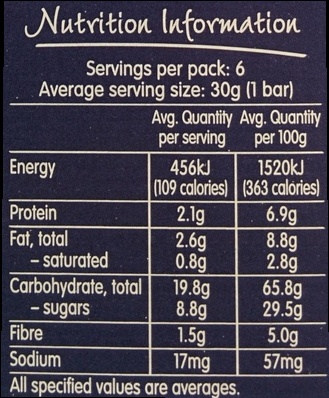 Nutrition Information
Servings per pack: 6
Average serving size: 30g (1 bar)
Avg. Quantity Avg. Quantity
per serving per 100g
Energy 456kJ 1520kJ
(109 calories) (363 calories)
Protein 2.1g 6.9g
Fat, total 2.6g 8.8g
– saturated 0.8g 2.8g
Carbohydrate, total 19.8g 65.8g
– sugars 8.8g 29.5g
Fibre 1.5g 5.0g
Sodium 17mg 57mg
All specified values are averages.